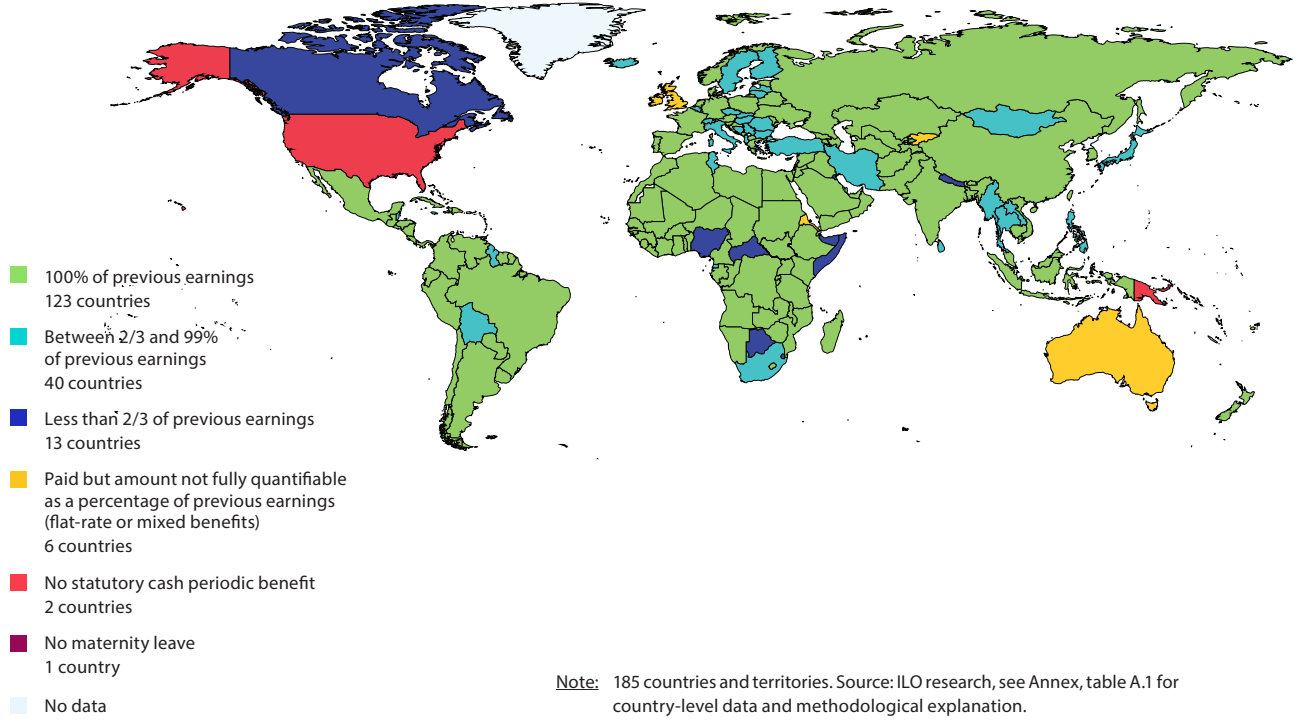 100% of previous earnings
123 countries
Between 2/3 and 99%
of previous earnings
40 countries
Less than 2/3 of previous earnings
13 countries
Paid but amount not fully quantifiable
as a percentage of previous earnings
(flat-rate or mixed benefits)
6 countries
No statutory cash periodic benefit
2 countries
No maternity leave
1 country
No data
Note: 185 countries and territories. Source: ILO research, see Annex, table A.1 for
country-level data and methodological explanation.